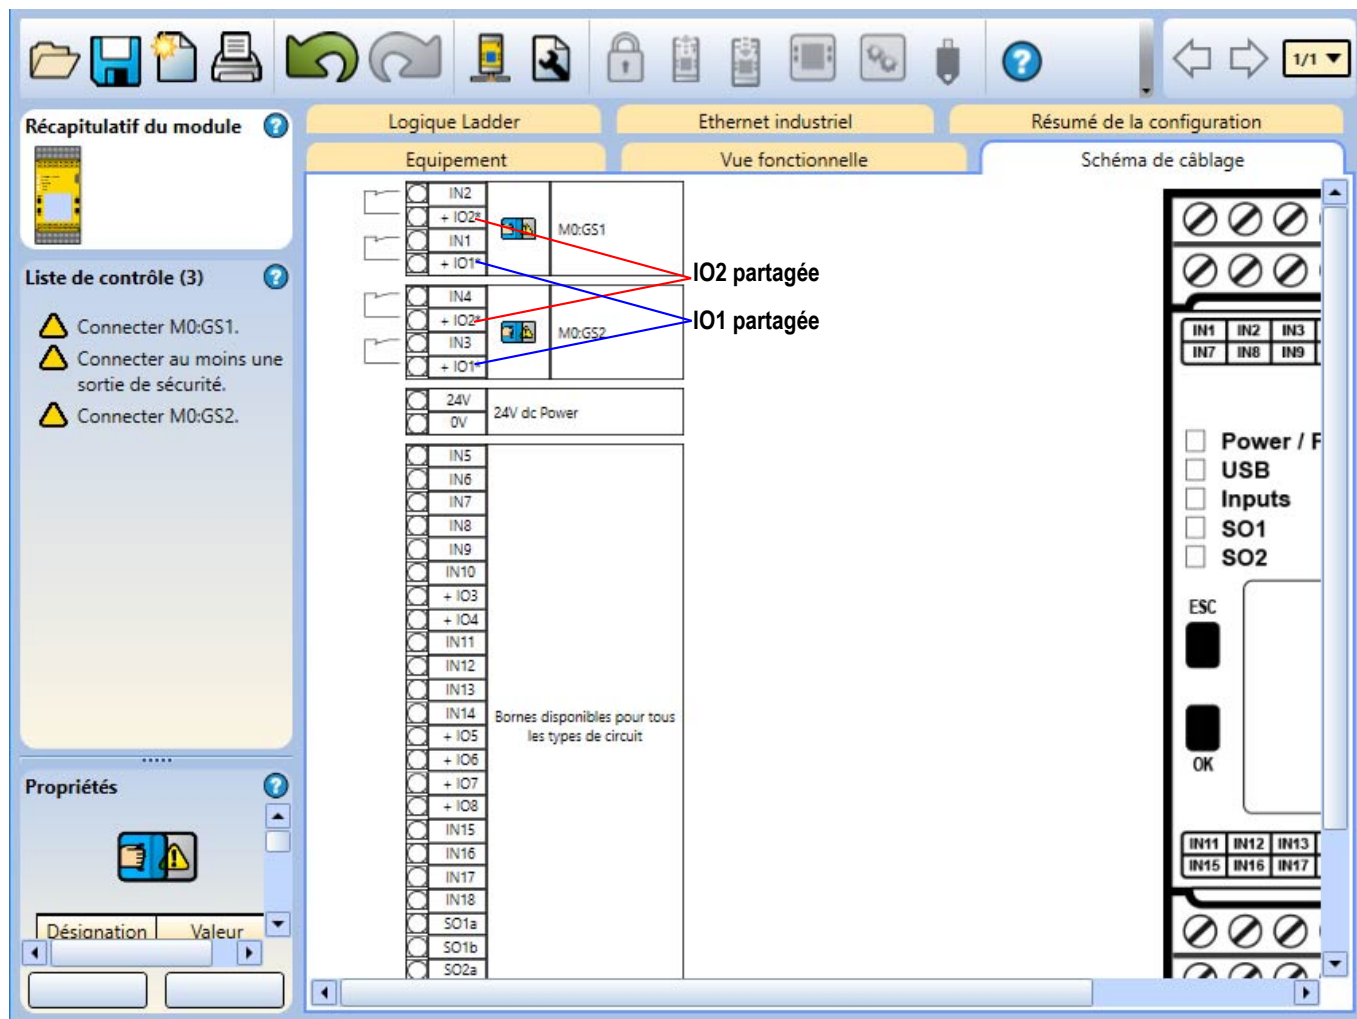 1/1
Récapitulatif du module
Logique Ladder
Ethernet industriel
Résumé de la configuration
Equipement
Vue fonctionnelle
Schéma de câblage
Liste de contrôle (3)
Connecter M0:GS1.
Connecter au moins une
sortie de sécurité.
Connecter M0:GS2.
Propriétés
Désignation Valeur
IN2
+ IO2*
IN1
+ IO1*
M0:GS1
IN4
+ IO2*
IN3
+ IO1*
M0:GS2
IO2 partagée
IO1 partagée
24V
0V
24V dc Power
IN5
IN6
IN7
IN8
IN9
IN10
+ IO3
+ IO4
IN11
IN12
IN13
IN14
+ IO5
+ IO6
+ IO7
+ IO8
IN15
IN16
IN17
IN18
SO1a
SO1b
SO2a
Bornes disponibles pour tous
les types de circuit
IN1 IN2 IN3
IN7 IN8 IN9
Power / F
USB
Inputs
SO1
SO2
ESC
OK
IN11 IN12 IN13
IN15 IN16 IN17